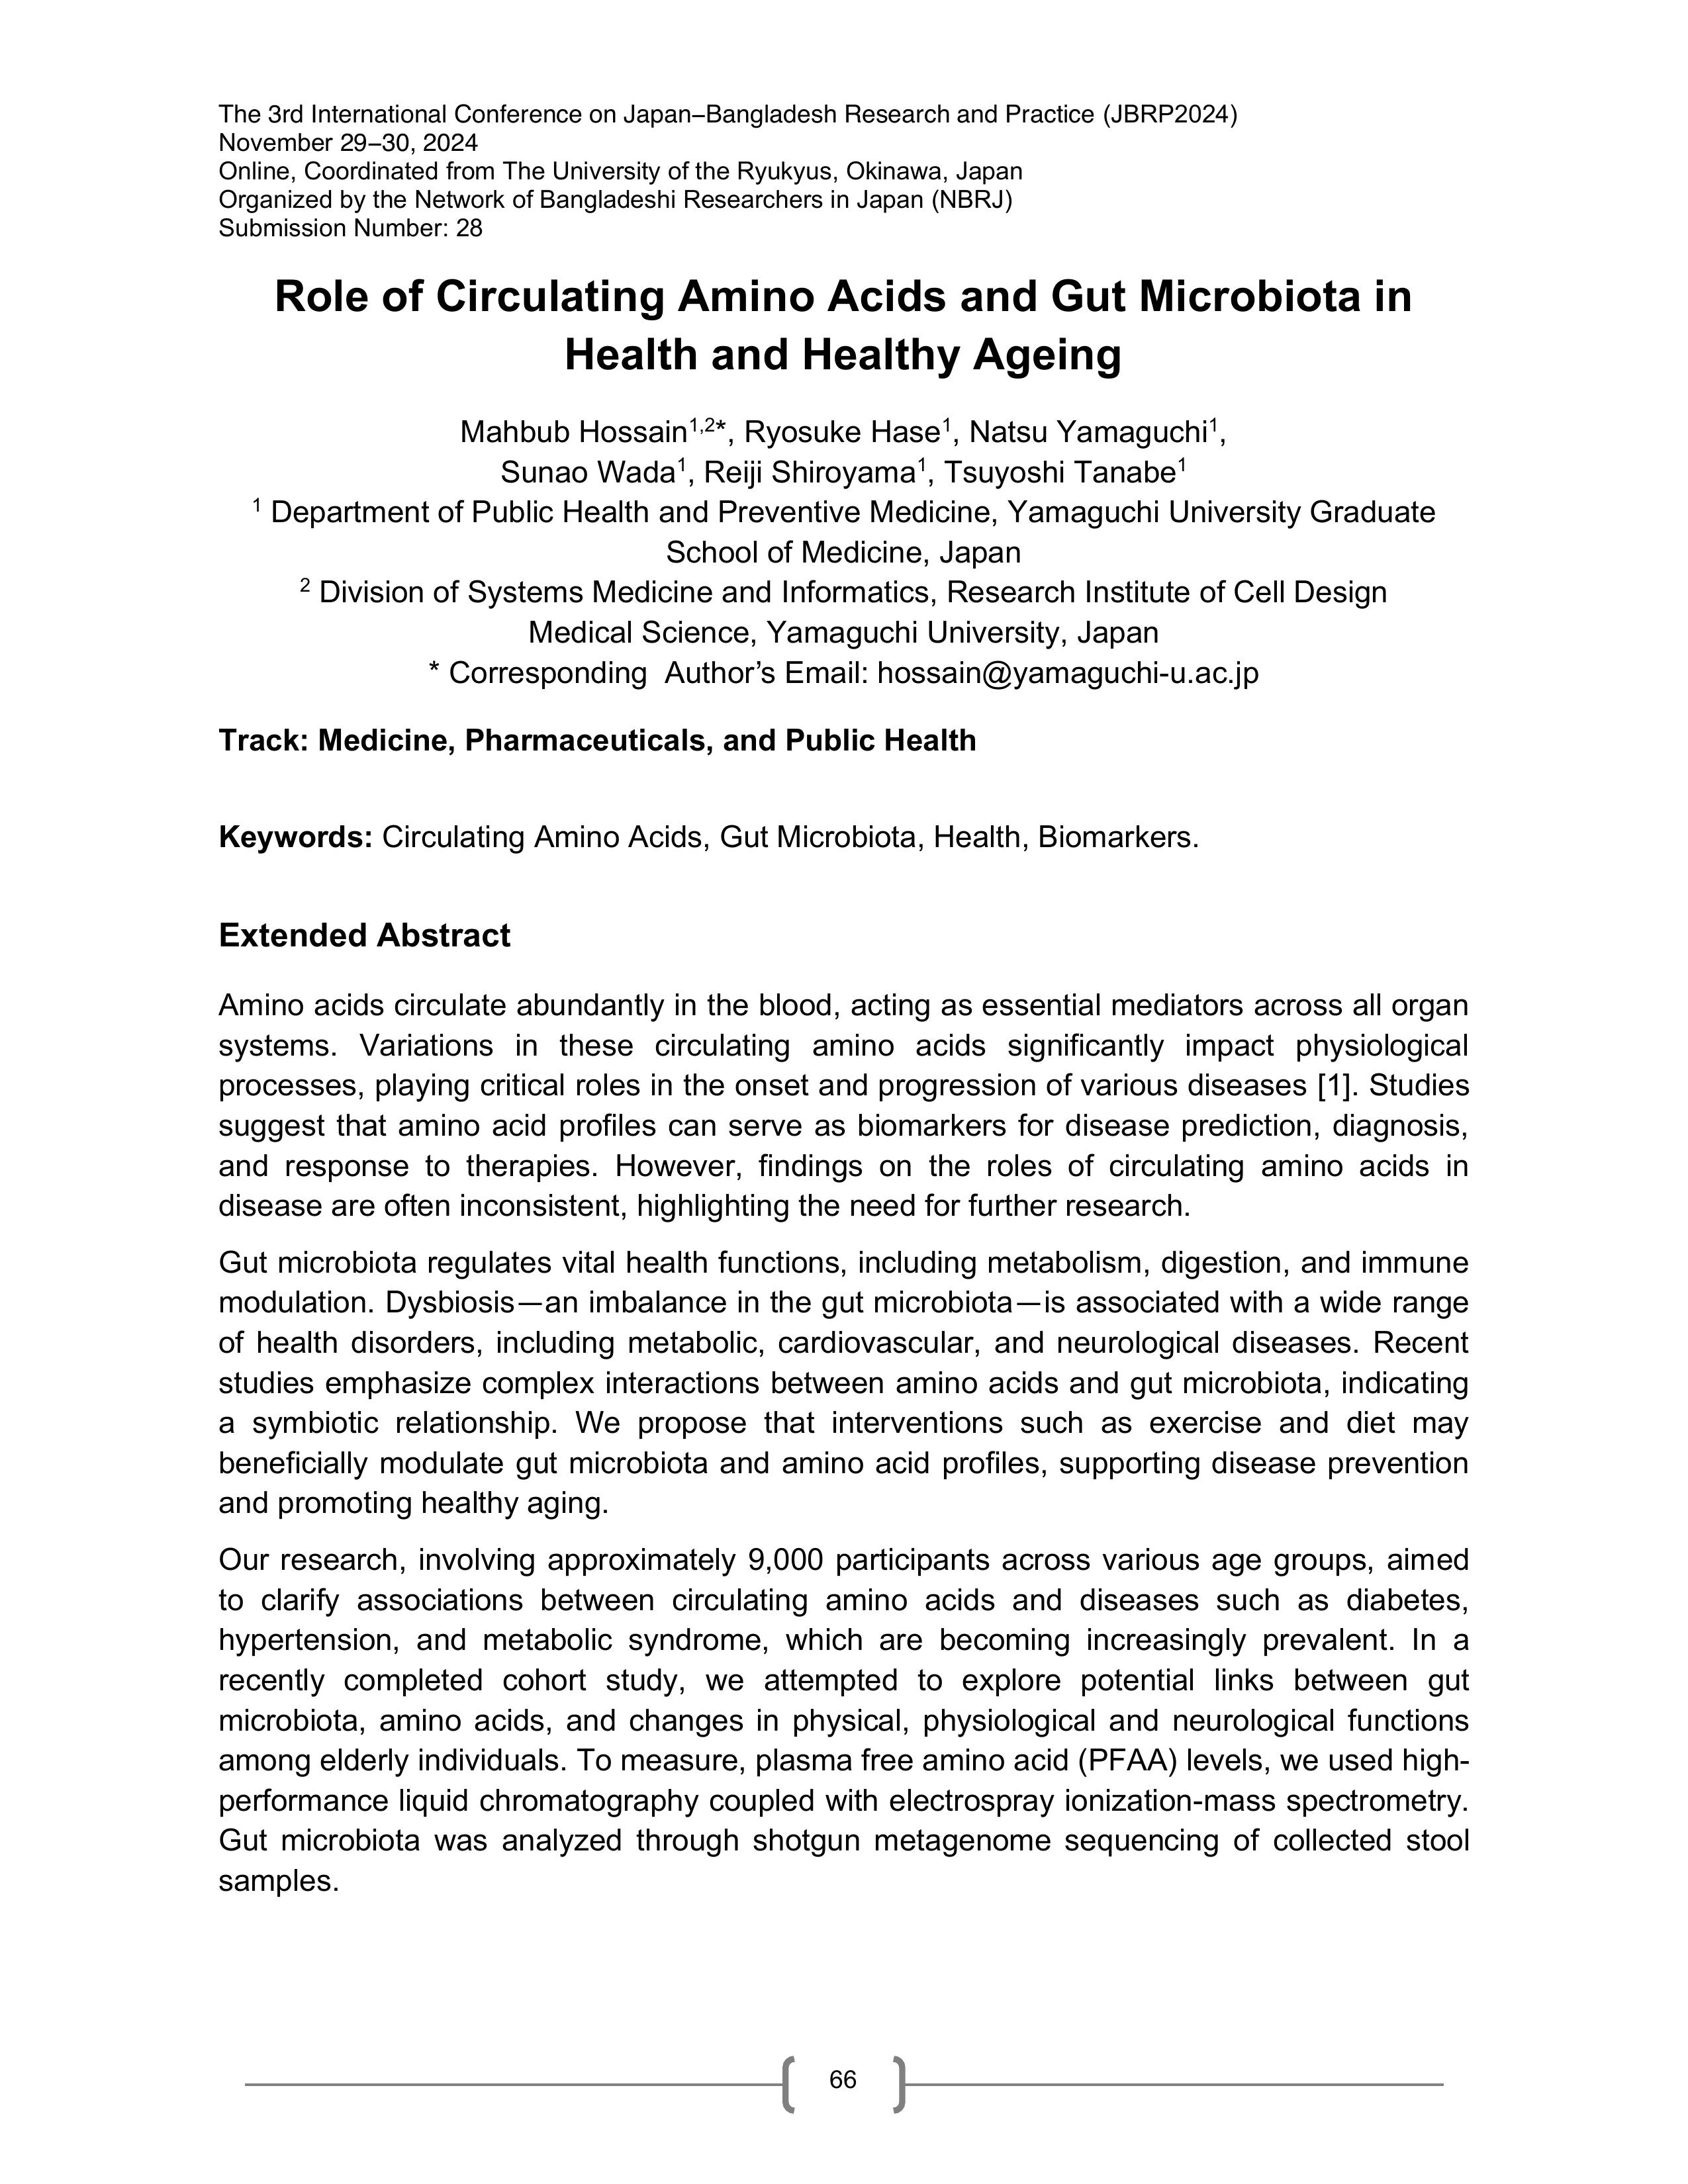 The 3rd International Conference on Japan–Bangladesh Research and Practice (JBRP2024)
November 29–30, 2024
Online, Coordinated from The University of the Ryukyus, Okinawa, Japan
Organized by the Network of Bangladeshi Researchers in Japan (NBRJ)
Submission Number: 28
Role of Circulating Amino Acids and Gut Microbiota in
Health and Healthy Ageing
Mahbub Hossain1,2*, Ryosuke Hase1, Natsu Yamaguchi1,
Sunao Wada1, Reiji Shiroyama1, Tsuyoshi Tanabe1
1 Department of Public Health and Preventive Medicine, Yamaguchi University Graduate
School of Medicine, Japan
2 Division of Systems Medicine and Informatics, Research Institute of Cell Design
Medical Science, Yamaguchi University, Japan
* Corresponding  Author’s Email: hossain@yamaguchi-u.ac.jp
Track: Medicine, Pharmaceuticals, and Public Health
Keywords: Circulating Amino Acids, Gut Microbiota, Health, Biomarkers.
Extended Abstract
Amino acids circulate abundantly in the blood, acting as essential mediators across all organ
systems. Variations in these circulating amino acids significantly impact physiological
processes, playing critical roles in the onset and progression of various diseases [1]. Studies
suggest that amino acid profiles can serve as biomarkers for disease prediction, diagnosis,
and response to therapies. However, findings on the roles of circulating amino acids in
disease are often inconsistent, highlighting the need for further research.
Gut microbiota regulates vital health functions, including metabolism, digestion, and immune
modulation. Dysbiosis—an imbalance in the gut microbiota—is associated with a wide range
of health disorders, including metabolic, cardiovascular, and neurological diseases. Recent
studies emphasize complex interactions between amino acids and gut microbiota, indicating
a symbiotic relationship. We propose that interventions such as exercise and diet may
beneficially modulate gut microbiota and amino acid profiles, supporting disease prevention
and promoting healthy aging.
Our research, involving approximately 9,000 participants across various age groups, aimed
to clarify associations between circulating amino acids and diseases such as diabetes,
hypertension, and metabolic syndrome, which are becoming increasingly prevalent. In a
recently completed cohort study, we attempted to explore potential links between gut
microbiota, amino acids, and changes in physical, physiological and neurological functions
among elderly individuals. To measure, plasma free amino acid (PFAA) levels, we used high-
performance liquid chromatography coupled with electrospray ionization-mass spectrometry.
Gut microbiota was analyzed through shotgun metagenome sequencing of collected stool
samples.
66